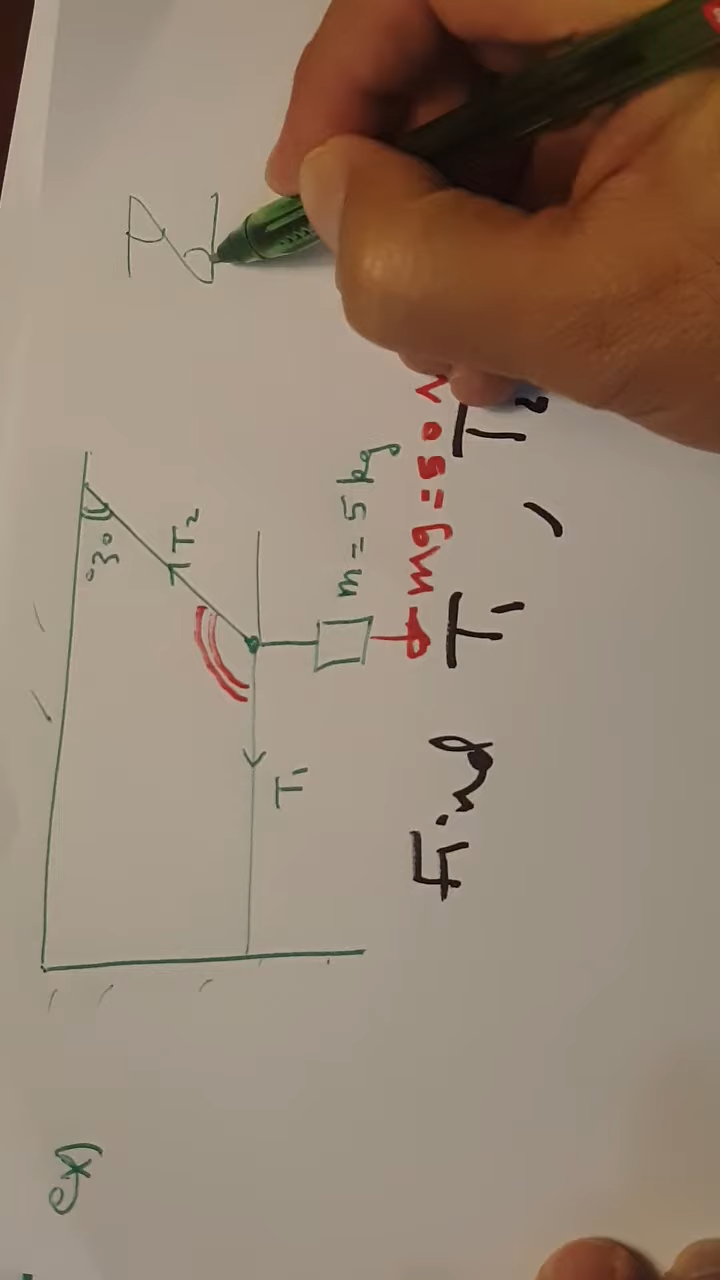 ex)
30°
T₂
T₁
m = 5 kg
mg = 50
Find T₁ , T₂